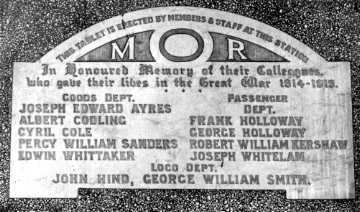 THIS TABLET IS ERECTED BY MEMBERS & STAFF AT THIS STATION
M R
In Honoured Memory of their Colleagues,
who gave their lives in the Great War 1914-1919.
GOODS DEPT.
JOSEPH EDWARD AYRES
ALBERT CODLING
CYRIL COLE
PERCY WILLIAM SANDERS
EDWIN WHITTAKER
PASSENGER
DEPT.
FRANK HOLLOWAY
GEORGE HOLLOWAY
ROBERT WILLIAM KERSHAW
JOSEPH WHITELAM
LOCO DEPT.
JOHN HIND, GEORGE WILLIAM SMITH.